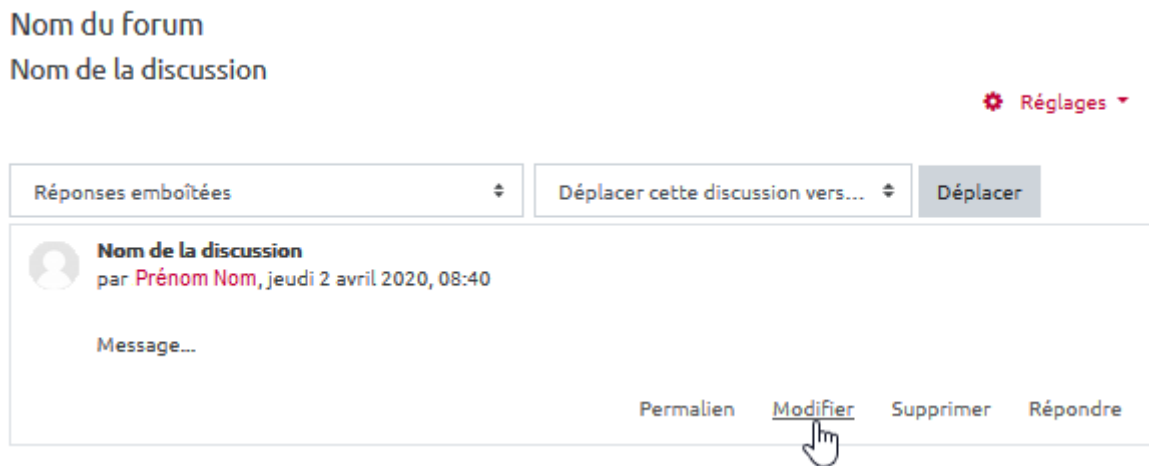 Nom du forum
Nom de la discussion
Réglages
Réponses emboîtées
Déplacer cette discussion vers...
Déplacer
Nom de la discussion
par Prénom Nom, jeudi 2 avril 2020, 08:40
Message...
Permalien Modifier Supprimer Répondre